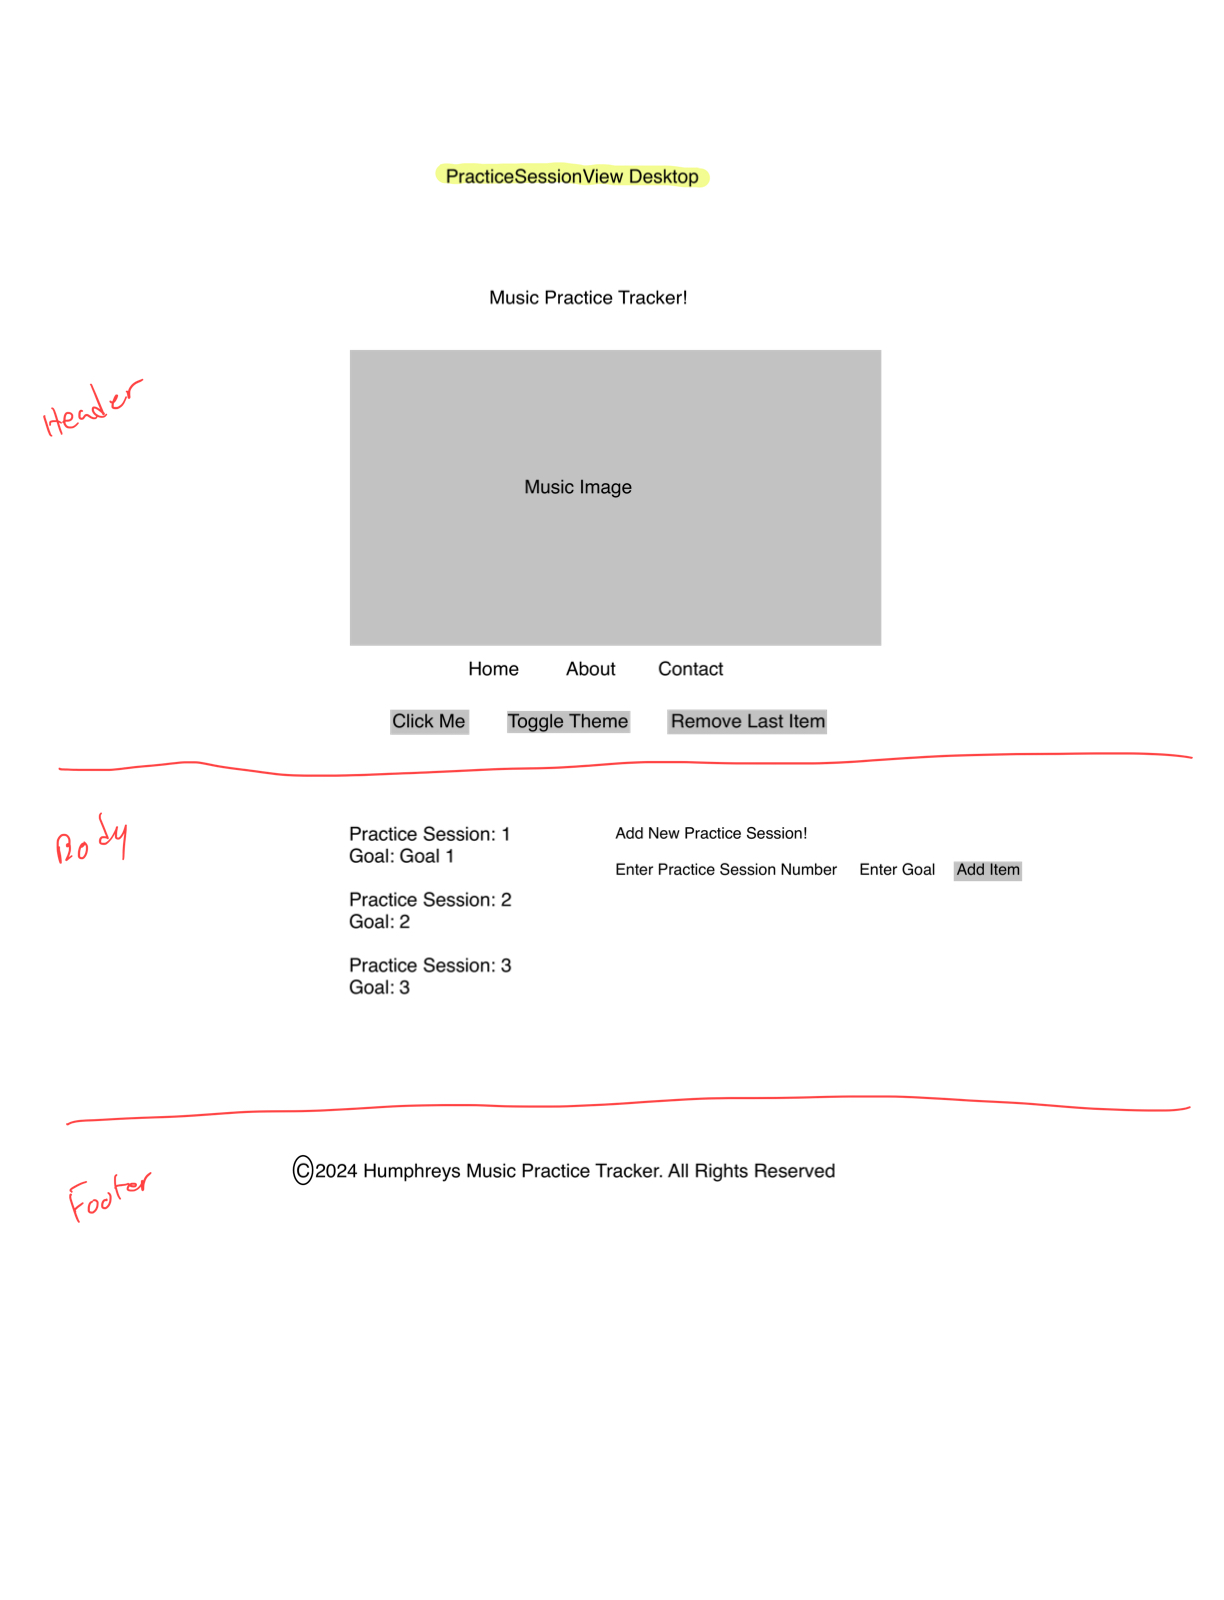 PracticeSessionView Desktop
Music Practice Tracker!
Header
Music Image
Home About Contact
Click Me Toggle Theme Remove Last Item
Body
Practice Session: 1
Goal: Goal 1
Practice Session: 2
Goal: 2
Practice Session: 3
Goal: 3
Add New Practice Session!
Enter Practice Session Number Enter Goal Add Item
Footer
©2024 Humphreys Music Practice Tracker. All Rights Reserved